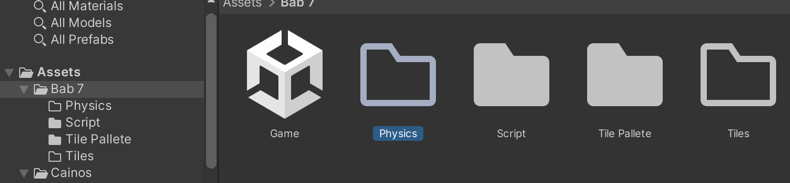 All Materials
All Models
All Prefabs
Assets
Bab 7
Physics
Script
Tile Pallete
Tiles
Cainos
Assets > Bab 7
Game
Physics
Script
Tile Pallete
Tiles